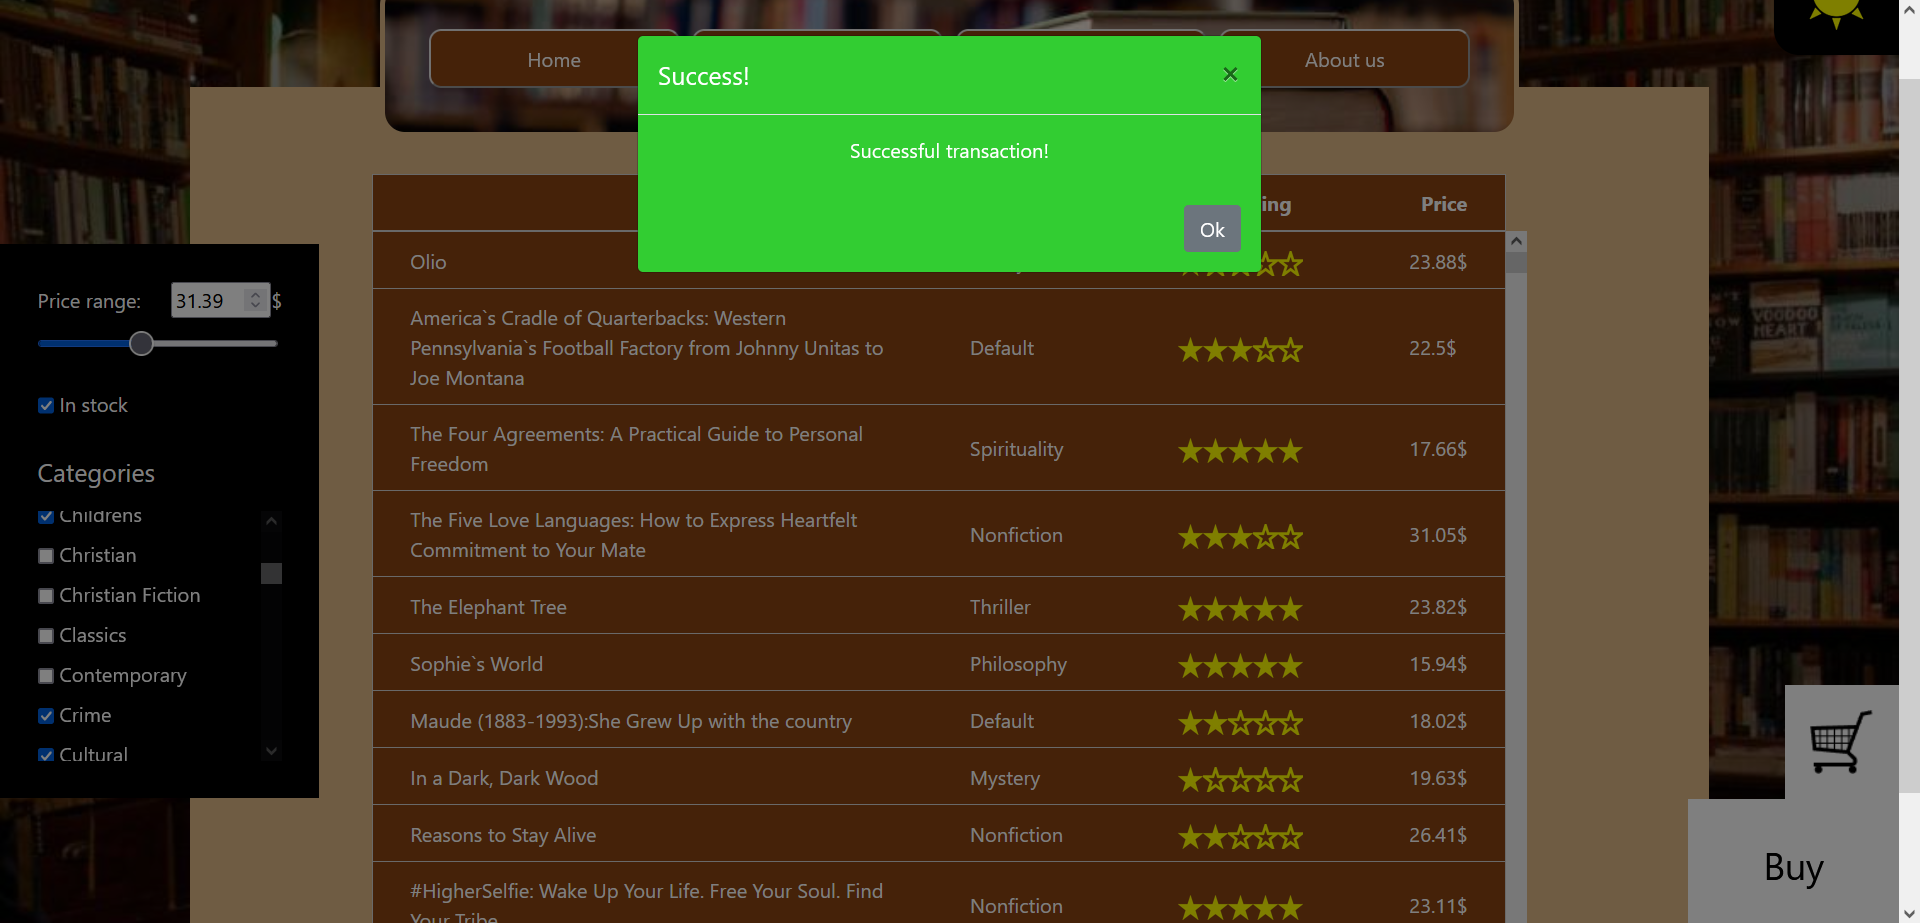 Home
About us
Success!
×
Successful transaction!
Ok
ing Price
Olio 23.88$
America`s Cradle of Quarterbacks: Western
Pennsylvania`s Football Factory from Johnny Unitas to
Joe Montana
Default
22.5$
The Four Agreements: A Practical Guide to Personal
Freedom
Spirituality
17.66$
The Five Love Languages: How to Express Heartfelt
Commitment to Your Mate
Nonfiction
31.05$
The Elephant Tree Thriller 23.82$
Sophie`s World Philosophy 15.94$
Maude (1883-1993):She Grew Up with the country Default 18.02$
In a Dark, Dark Wood Mystery 19.63$
Reasons to Stay Alive Nonfiction 26.41$
#HigherSelfie: Wake Up Your Life. Free Your Soul. Find
Your Tribe
Nonfiction
23.11$
Price range: 31.39 $
In stock
Categories
Childrens
Christian
Christian Fiction
Classics
Contemporary
Crime
Cultural
VOODOO
HEART
Buy